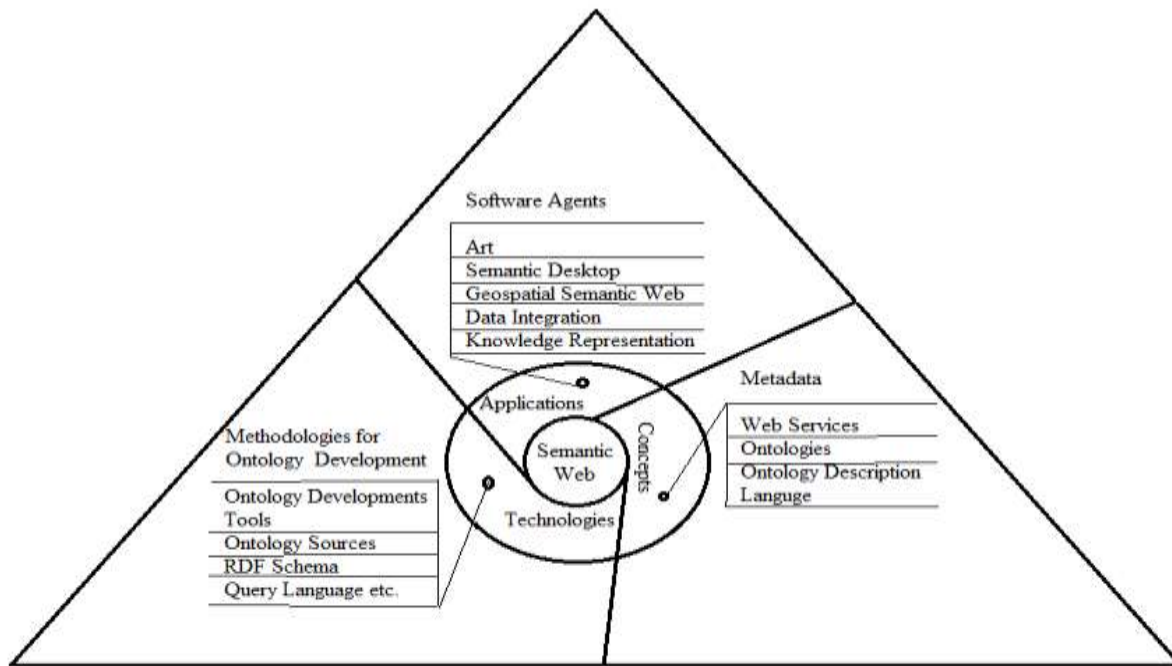 Software Agents
Art
Semantic Desktop
Geospatial Semantic Web
Data Integration
Knowledge Representation
Applications
Metadata
Web Services
Ontologies
Ontology Description
Languge
Concepts
Semantic
Web
Methodologies for
Ontology Development
Ontology Developments
Tools
Ontology Sources
RDF Schema
Query Language etc.
Technologies